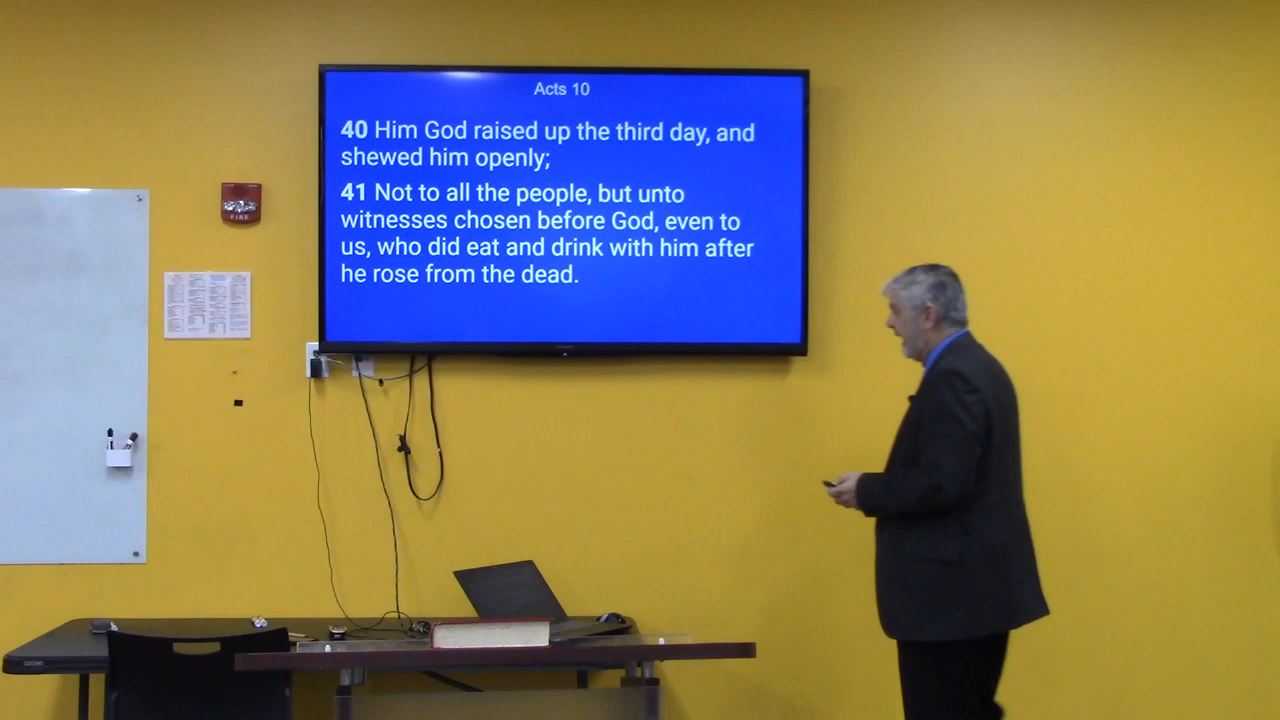 Acts 10
40 Him God raised up the third day, and
shewed him openly;
41 Not to all the people, but unto
witnesses chosen before God, even to
us, who did eat and drink with him after
he rose from the dead.
FIRE